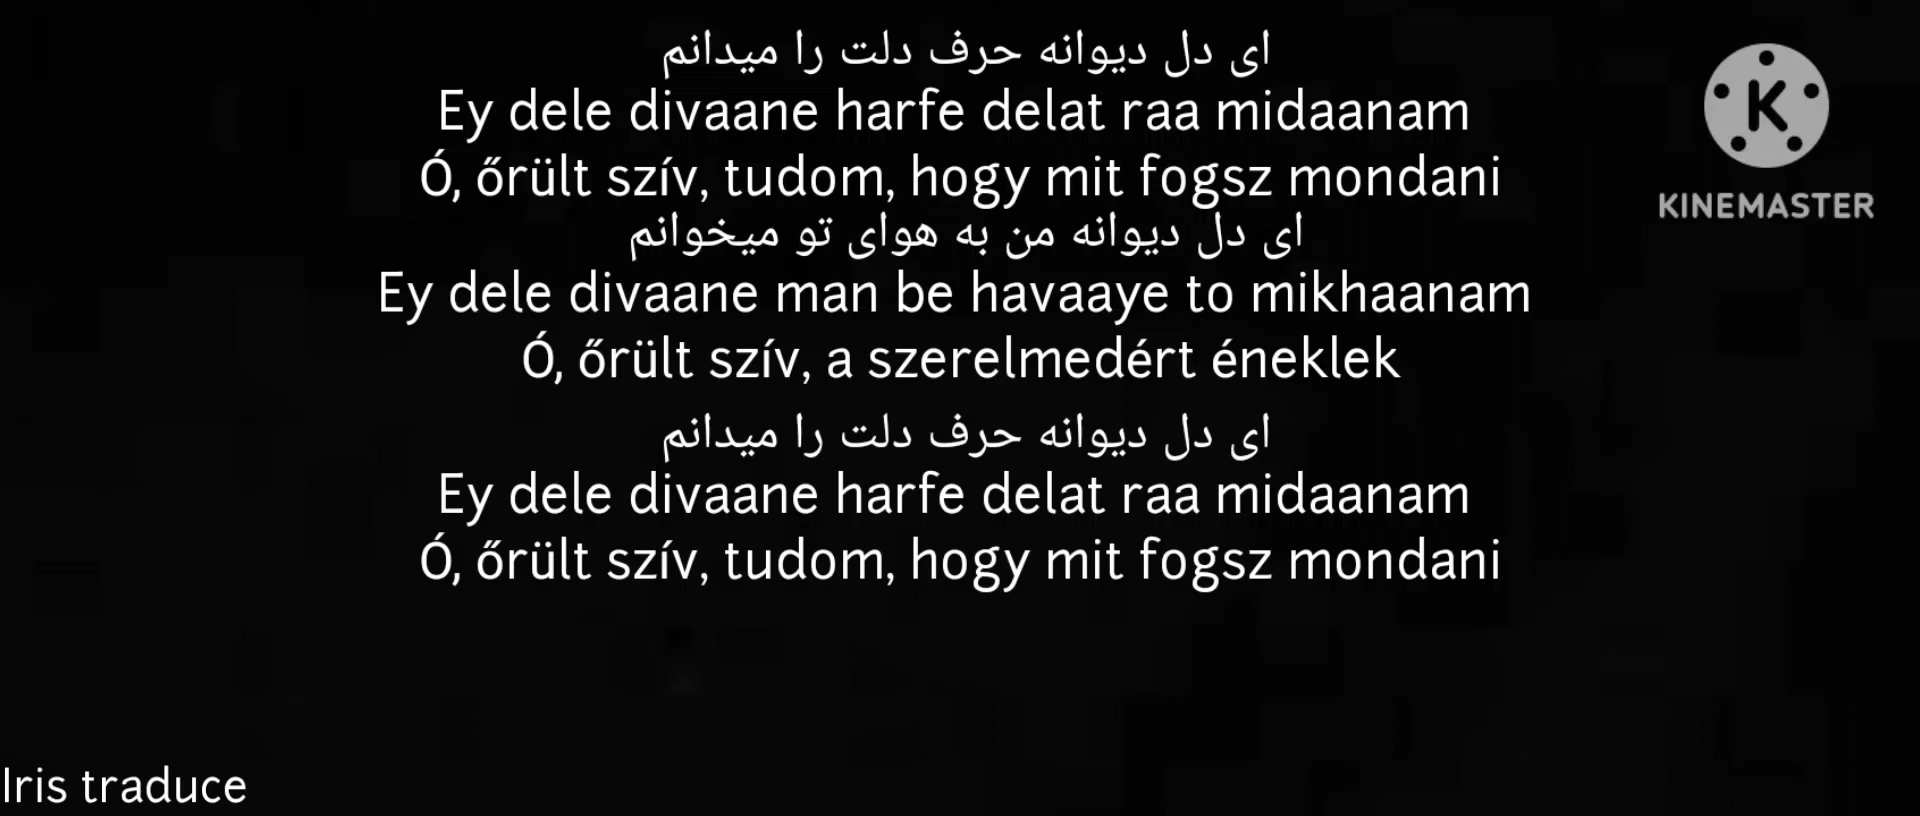 ای دل دیوانه حرف دلت را میدانم
Ey dele divaane harfe delat raa midaanam
Ó, őrült szív, tudom, hogy mit fogsz mondani
ای دل دیوانه من به هوای تو میخوانم
Ey dele divaane man be havaaye to mikhaanam
Ó, őrült szív, a szerelmedért éneklek
ای دل دیوانه حرف دلت را میدانم
Ey dele divaane harfe delat raa midaanam
Ó, őrült szív, tudom, hogy mit fogsz mondani
K
KINEMASTER
Iris traduce